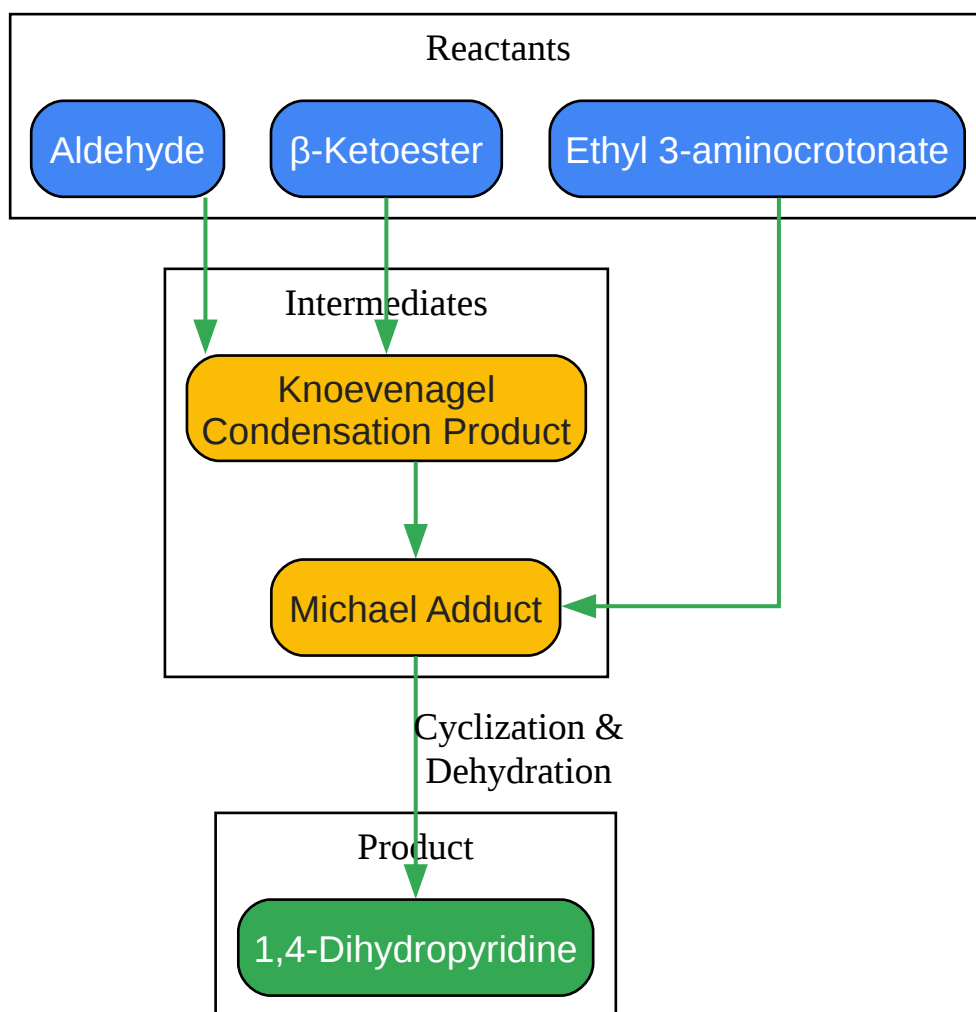 Reactants
Aldehyde
β-Ketoester
Ethyl 3-aminocrotonate
Intermediates
Knoevenagel
Condensation Product
Michael Adduct
Cyclization &
Dehydration
Product
1,4-Dihydropyridine